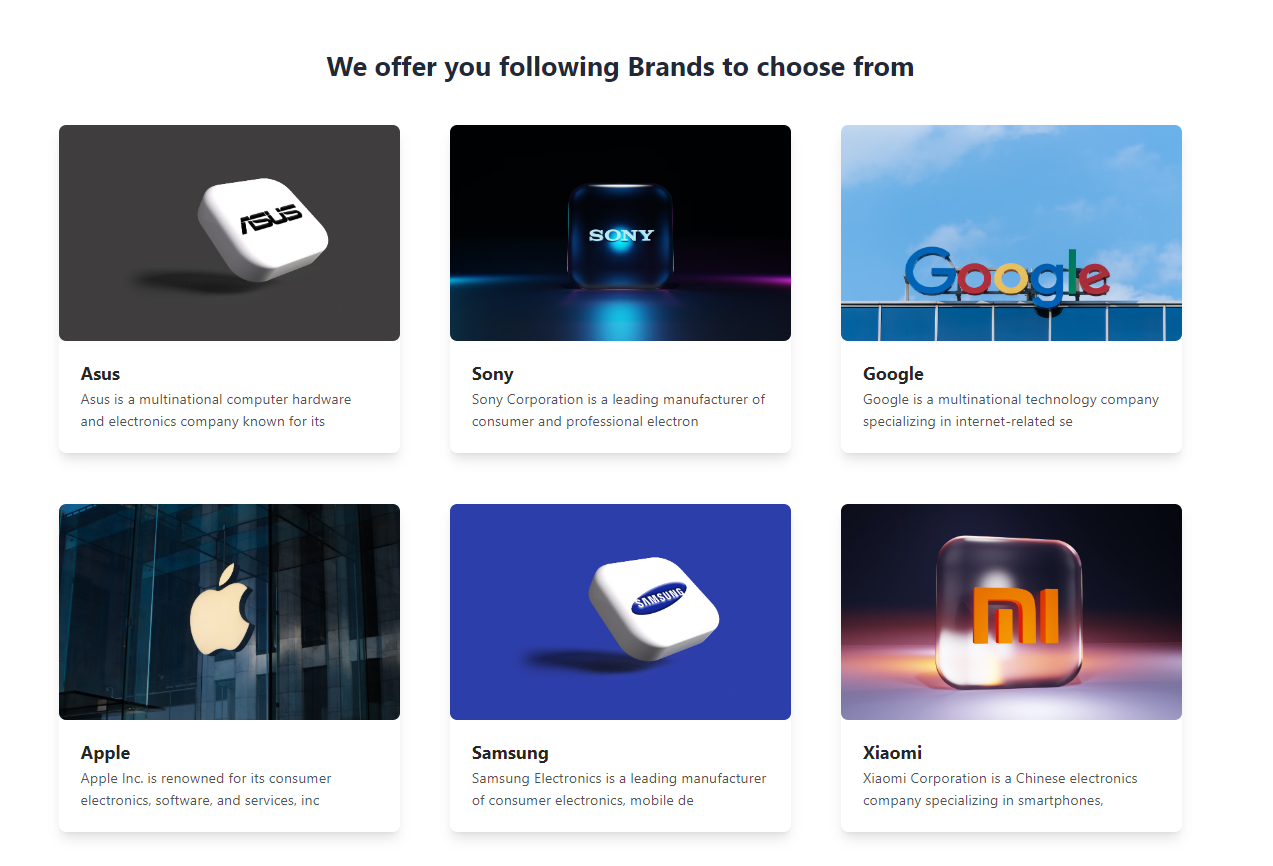 We offer you following Brands to choose from
ASUS
SONY
Google
Asus
Asus is a multinational computer hardware
and electronics company known for its
Sony
Sony Corporation is a leading manufacturer of
consumer and professional electron
Google
Google is a multinational technology company
specializing in internet-related se
SAMSUNG
mi
Apple
Apple Inc. is renowned for its consumer
electronics, software, and services, inc
Samsung
Samsung Electronics is a leading manufacturer
of consumer electronics, mobile de
Xiaomi
Xiaomi Corporation is a Chinese electronics
company specializing in smartphones,